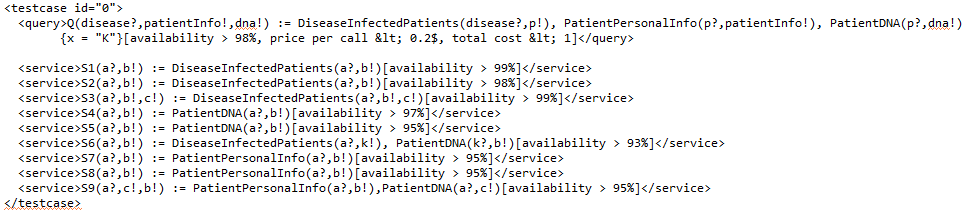 <testcase id="0">
<query>Q(disease?,patientInfo!,dna!) := DiseaseInfectedPatients(disease?,p!), PatientPersonalInfo(p?,patientInfo!), PatientDNA(p?,dna!)
{x = "K"}[availability > 98%, price per call &lt; 0.2$, total cost &lt; 1]</query>
<service>S1(a?,b!) := DiseaseInfectedPatients(a?,b!)[availability > 99%]</service>
<service>S2(a?,b!) := DiseaseInfectedPatients(a?,b!)[availability > 98%]</service>
<service>S3(a?,b!,c!) := DiseaseInfectedPatients(a?,b!,c!)[availability > 99%]</service>
<service>S4(a?,b!) := PatientDNA(a?,b!)[availability > 97%]</service>
<service>S5(a?,b!) := PatientDNA(a?,b!)[availability > 95%]</service>
<service>S6(a?,b!) := DiseaseInfectedPatients(a?,k!), PatientDNA(k?,b!)[availability > 93%]</service>
<service>S7(a?,b!) := PatientPersonalInfo(a?,b!)[availability > 95%]</service>
<service>S8(a?,b!) := PatientPersonalInfo(a?,b!)[availability > 95%]</service>
<service>S9(a?,c!,b!) := PatientPersonalInfo(a?,b!),PatientDNA(a?,c!)[availability > 95%]</service>
</testcase>